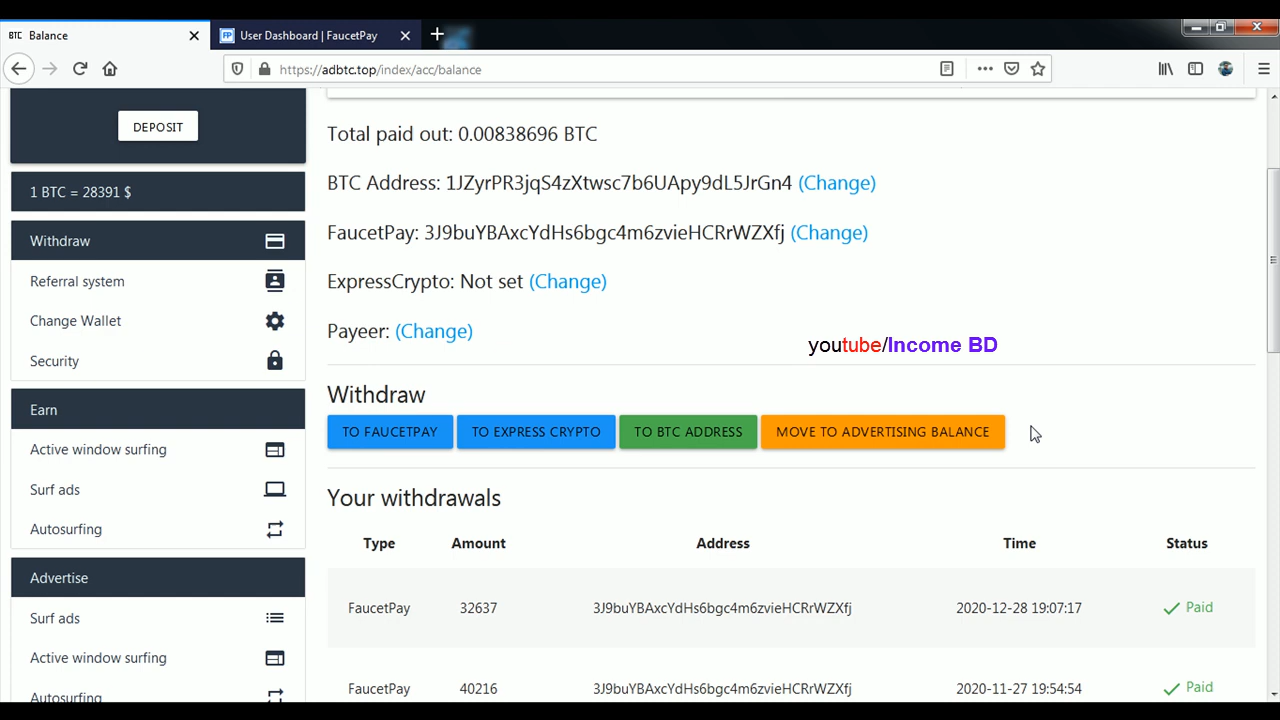 BTC Balance
FP User Dashboard | FaucetPay
https://adbtc.top/index/acc/balance
DEPOSIT
1 BTC = 28391 $
Withdraw
Referral system
Change Wallet
Security
Earn
Active window surfing
Surf ads
Autosurfing
Advertise
Surf ads
Active window surfing
Autosurfing
Total paid out: 0.00838696 BTC
BTC Address: 1JZyrPR3jqS4zXtwsc7b6UApy9dL5JrGn4 (Change)
FaucetPay: 3J9buYBAxcYdHs6bgc4m6zvieHCRrWZXfj (Change)
ExpressCrypto: Not set (Change)
Payeer: (Change)
youtube/Income BD
Withdraw
TO FAUCETPAY TO EXPRESS CRYPTO TO BTC ADDRESS MOVE TO ADVERTISING BALANCE
Your withdrawals
Type Amount Address Time Status
FaucetPay 32637 3J9buYBAxcYdHs6bgc4m6zvieHCRrWZXfj 2020-12-28 19:07:17 Paid
FaucetPay 40216 3J9buYBAxcYdHs6bgc4m6zvieHCRrWZXfj 2020-11-27 19:54:54 Paid